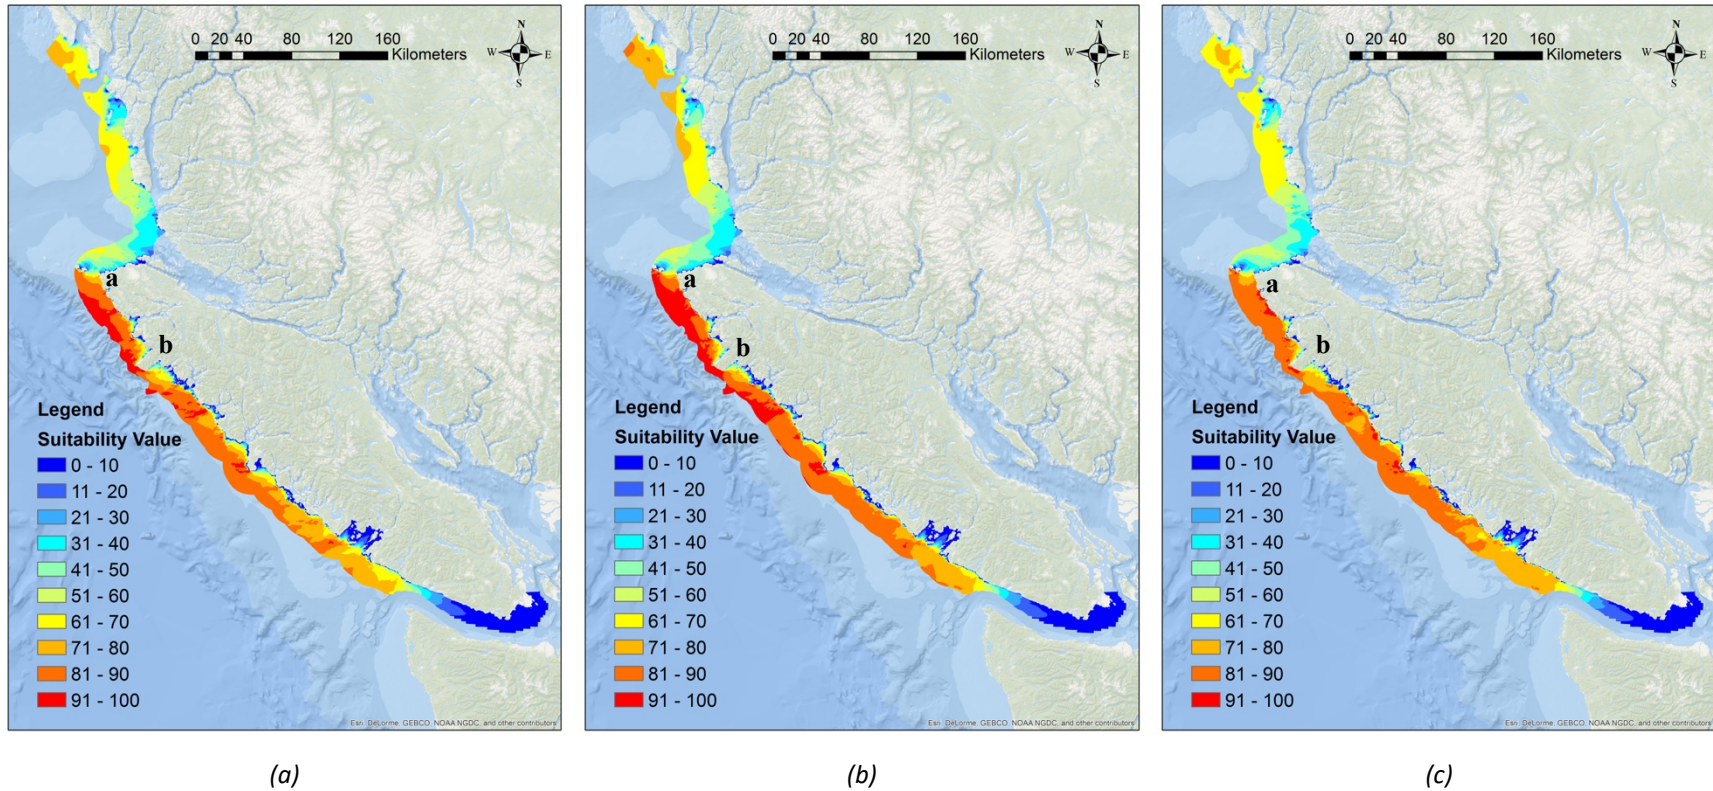 0 20 40 80 120 160
Kilometers
N
W E
S
a
b
Legend
Suitability Value
0 - 10
11 - 20
21 - 30
31 - 40
41 - 50
51 - 60
61 - 70
71 - 80
81 - 90
91 - 100
Esri, DeLorme, GEBCO, NOAA NGDC, and other contributors
(a)
0 20 40 80 120 160
Kilometers
N
W E
S
a
b
Legend
Suitability Value
0 - 10
11 - 20
21 - 30
31 - 40
41 - 50
51 - 60
61 - 70
71 - 80
81 - 90
91 - 100
Esri, DeLorme, GEBCO, NOAA NGDC, and other contributors
(b)
0 20 40 80 120 160
Kilometers
N
W E
S
a
b
Legend
Suitability Value
0 - 10
11 - 20
21 - 30
31 - 40
41 - 50
51 - 60
61 - 70
71 - 80
81 - 90
91 - 100
Esri, DeLorme, GEBCO, NOAA NGDC, and other contributors
(c)